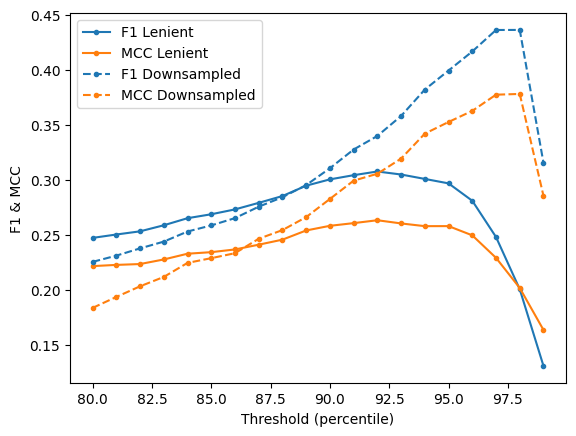 F1 Lenient
MCC Lenient
F1 Downsampled
MCC Downsampled
0.45
0.40
0.35
0.30
0.25
0.20
0.15
F1 & MCC
80.0 82.5 85.0 87.5 90.0 92.5 95.0 97.5
Threshold (percentile)